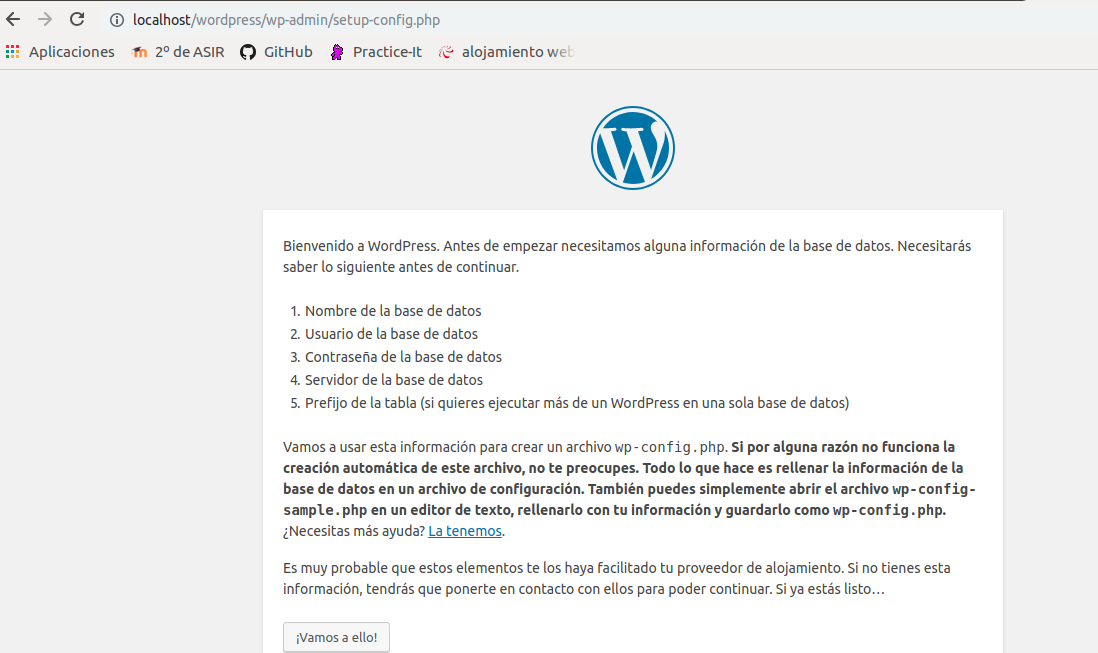 localhost/wordpress/wp-admin/setup-config.php
Aplicaciones 2º de ASIR GitHub Practice-It alojamiento web
Bienvenido a WordPress. Antes de empezar necesitamos alguna información de la base de datos. Necesitarás
saber lo siguiente antes de continuar.
1. Nombre de la base de datos
2. Usuario de la base de datos
3. Contraseña de la base de datos
4. Servidor de la base de datos
5. Prefijo de la tabla (si quieres ejecutar más de un WordPress en una sola base de datos)
Vamos a usar esta información para crear un archivo wp-config.php. Si por alguna razón no funciona la
creación automática de este archivo, no te preocupes. Todo lo que hace es rellenar la información de la
base de datos en un archivo de configuración. También puedes simplemente abrir el archivo wp-config-
sample.php en un editor de texto, rellenarlo con tu información y guardarlo como wp-config.php.
¿Necesitas más ayuda? La tenemos.
Es muy probable que estos elementos te los haya facilitado tu proveedor de alojamiento. Si no tienes esta
información, tendrás que ponerte en contacto con ellos para poder continuar. Si ya estás listo…
¡Vamos a ello!